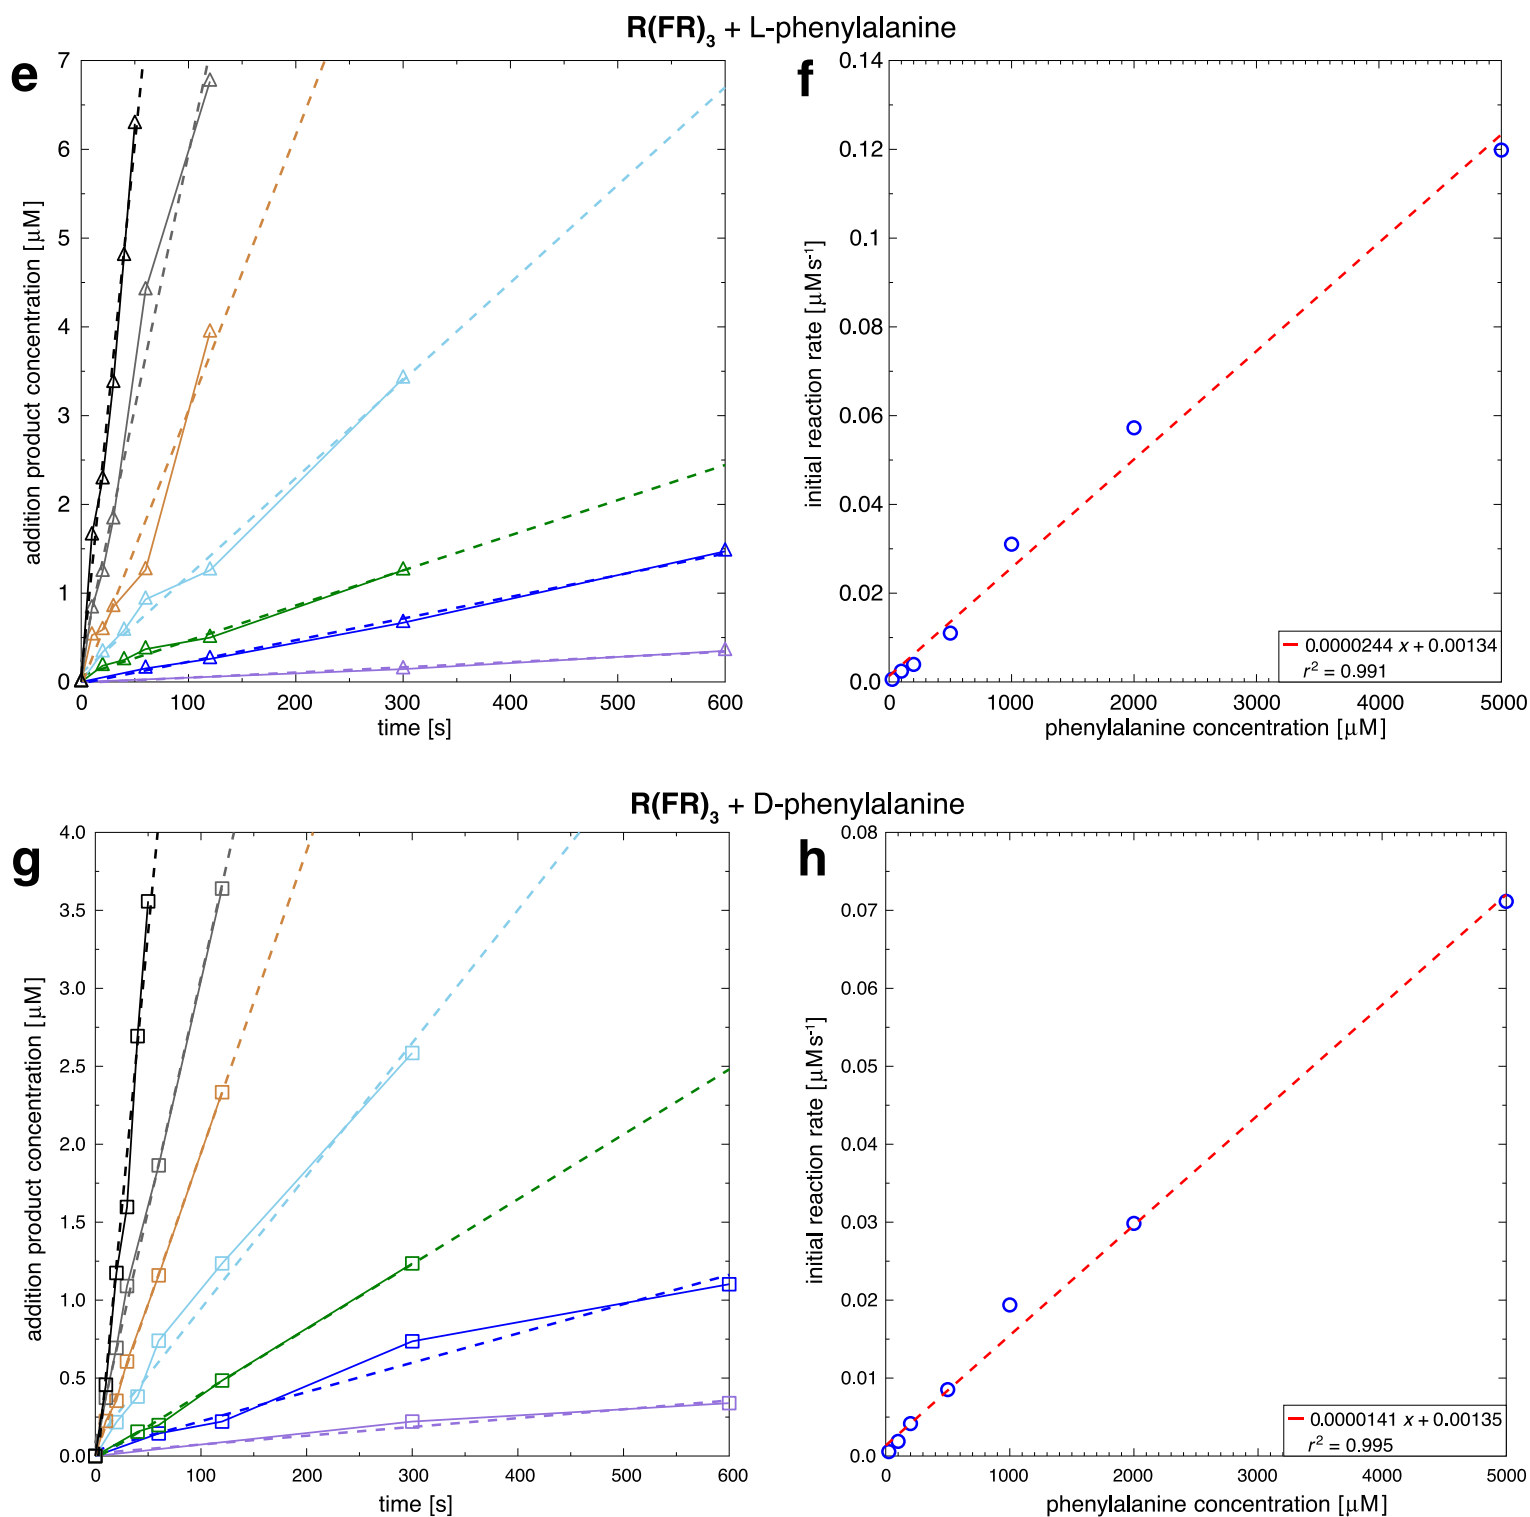 R(FR)3 + L-phenylalanine
e
7
6
5
4
3
2
1
0
addition product concentration [µM]
0 100 200 300 400 500 600
time [s]
f
0.14
0.12
0.1
0.08
0.06
0.04
0.02
0.0
initial reaction rate [µMs-1]
0.0000244 x + 0.00134
r2 = 0.991
0 1000 2000 3000 4000 5000
phenylalanine concentration [µM]
R(FR)3 + D-phenylalanine
g
4.0
3.5
3.0
2.5
2.0
1.5
1.0
0.5
0.0
addition product concentration [µM]
0 100 200 300 400 500 600
time [s]
h
0.08
0.07
0.06
0.05
0.04
0.03
0.02
0.01
0.0
initial reaction rate [µMs-1]
0.0000141 x + 0.00135
r2 = 0.995
0 1000 2000 3000 4000 5000
phenylalanine concentration [µM]